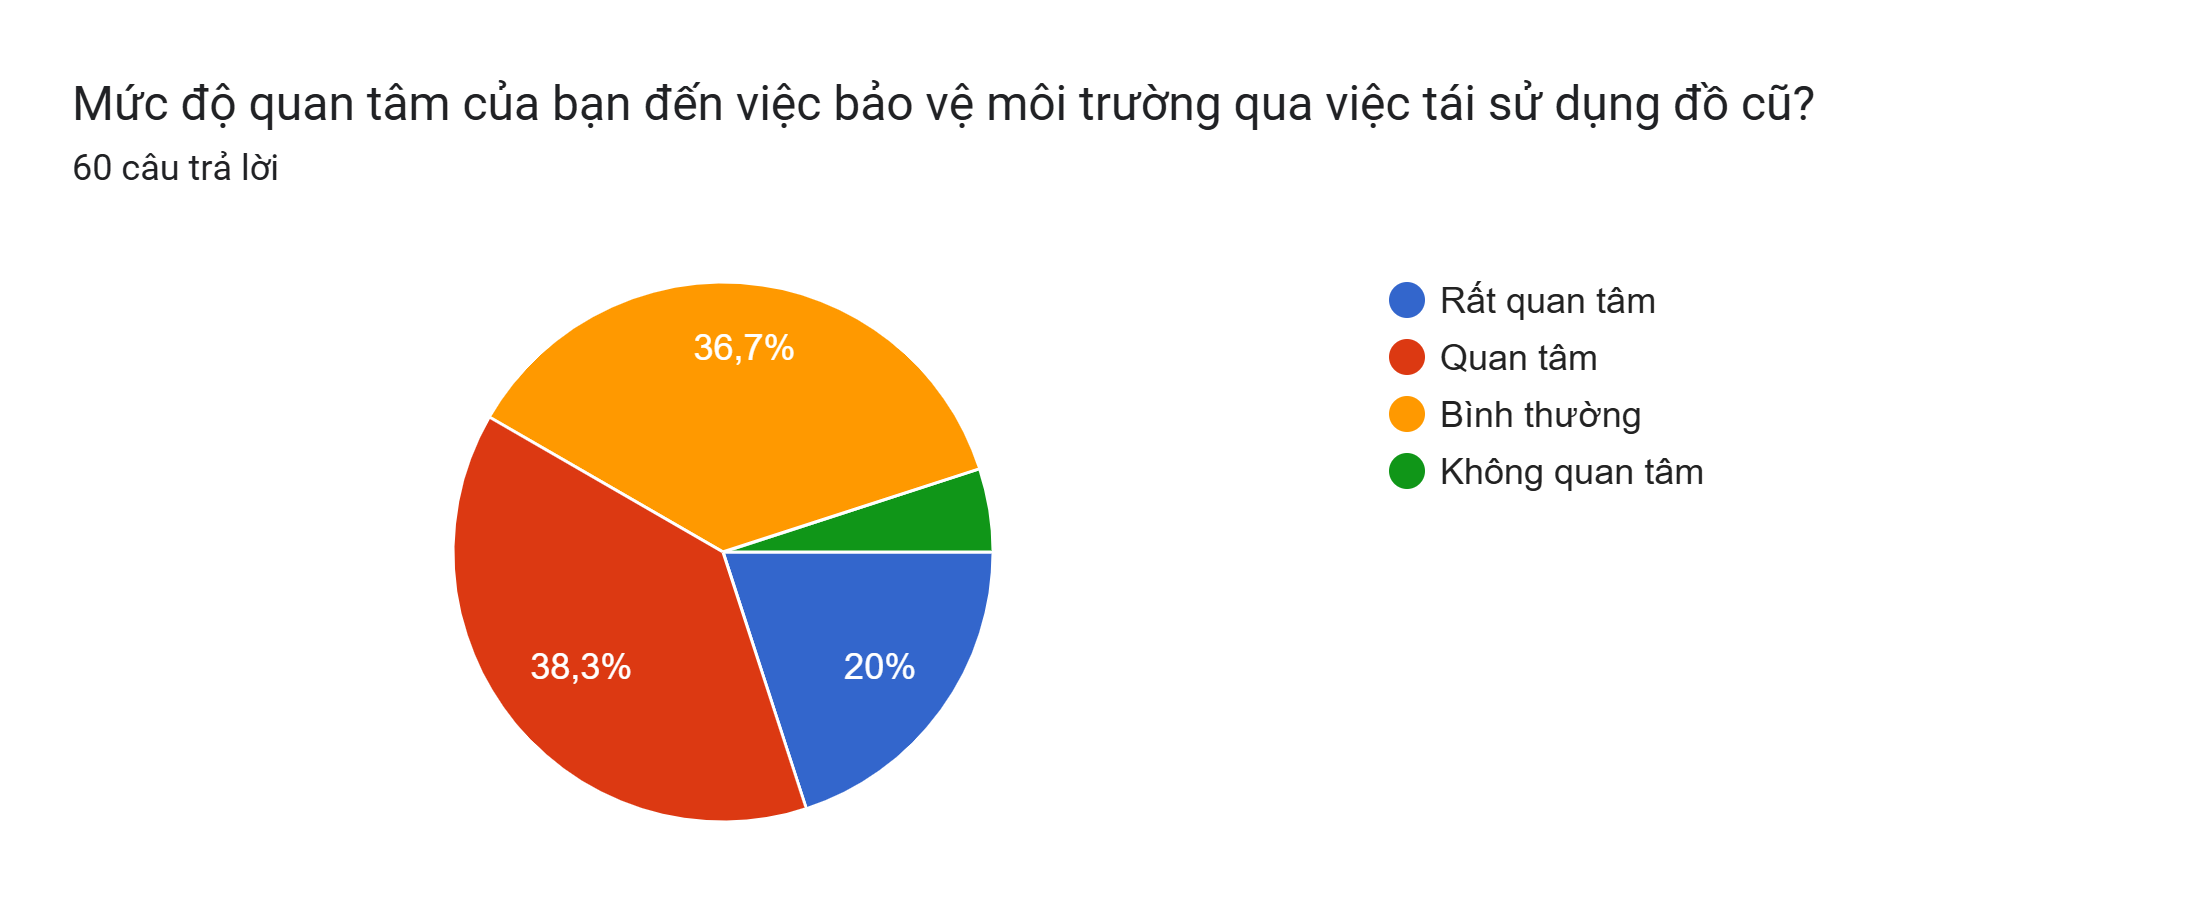 Mức độ quan tâm của bạn đến việc bảo vệ môi trường qua việc tái sử dụng đồ cũ?
60 câu trả lời
36,7%
38,3%
20%
Rất quan tâm
Quan tâm
Bình thường
Không quan tâm